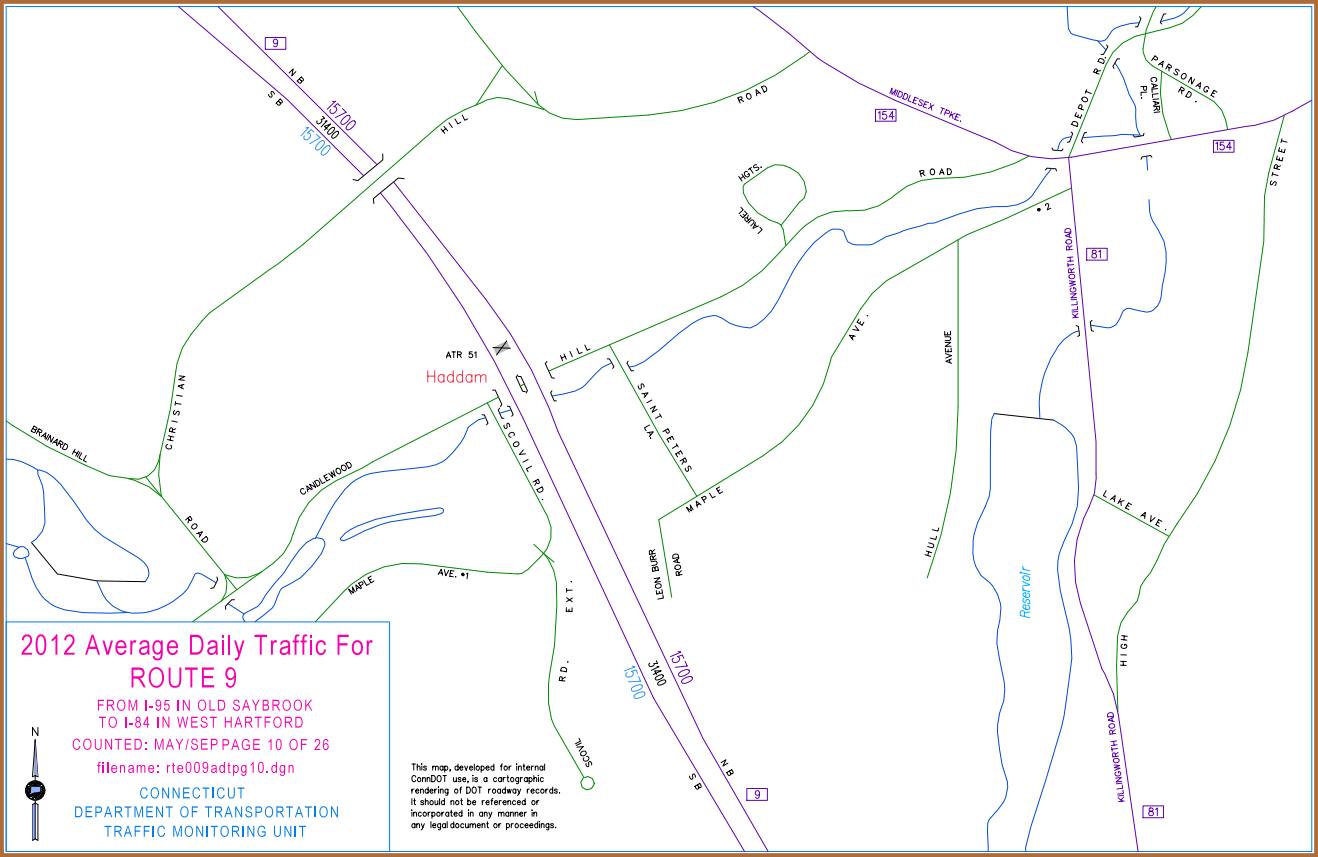 9
NB
SB
15700
31400
15700
HILL
ROAD
MIDDLESEX TPKE.
154
DEPOT RD.
PARSONAGE RD.
CALLIARI PL.
154
STREET
HGTS.
LAUREL
ROAD
• 2
KILLINGWORTH ROAD
81
ATR 51
Haddam
HILL
AVE.
AVENUE
CHRISTIAN
SAINT PETERS
LA.
BRAINARD HILL
CANDLEWOOD
SCOVIL RD.
MAPLE
LAKE AVE.
ROAD
HULL
LEON BURR
ROAD
MAPLE
AVE. •1
EXT.
Reservoir
HIGH
RD.
15700
31400
15700
SCOVIL
NB
SB
9
KILLINGWORTH ROAD
81
2012 Average Daily Traffic For
ROUTE 9
FROM I-95 IN OLD SAYBROOK
TO I-84 IN WEST HARTFORD
COUNTED: MAY/SEP PAGE 10 OF 26
filename: rte009adtpg10.dgn
N
CONNECTICUT
DEPARTMENT OF TRANSPORTATION
TRAFFIC MONITORING UNIT
This map, developed for internal
ConnDOT use, is a cartographic
rendering of DOT roadway records.
It should not be referenced or
incorporated in any manner in
any legal document or proceedings.